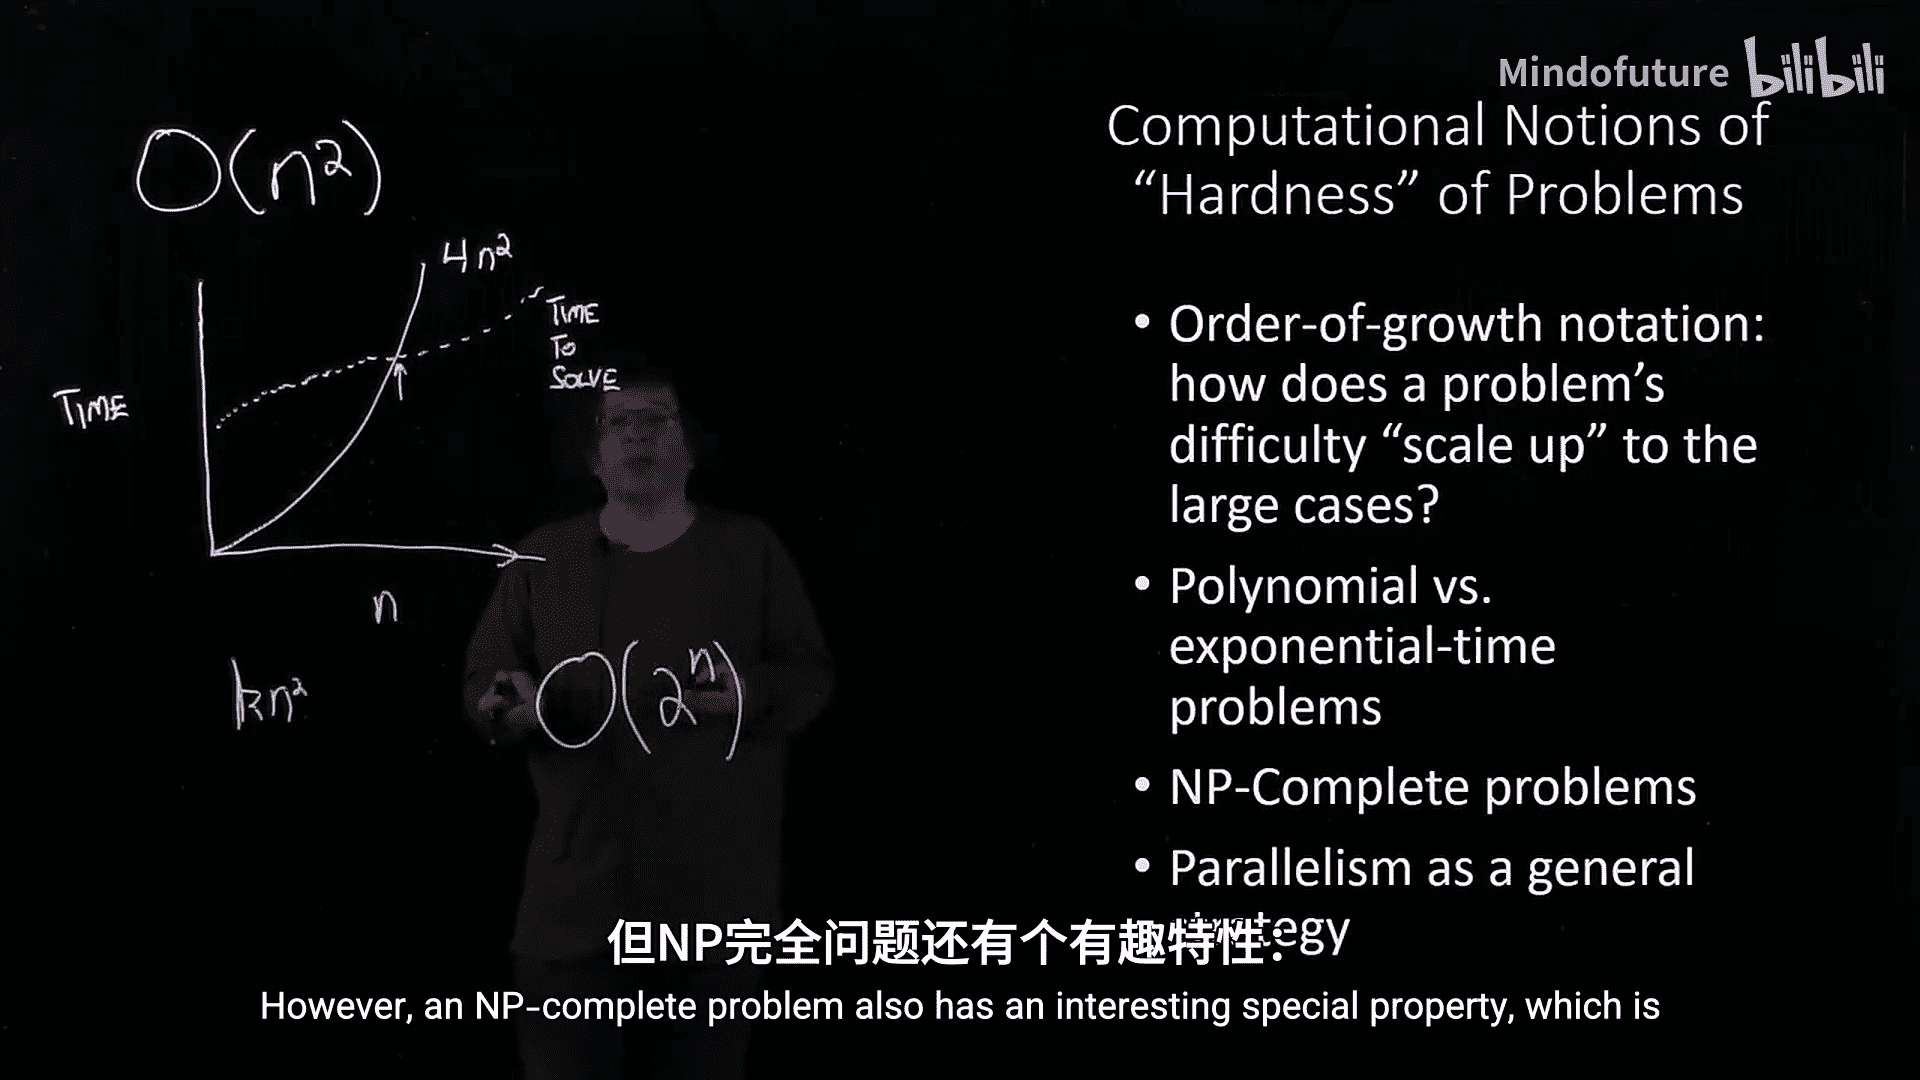 Mindofuture bilibili
Computational Notions of
“Hardness” of Problems
O(n²)
4n²
TIME
TO
SOLVE
TIME
n
kn²
O(2ⁿ)
• Order-of-growth notation:
how does a problem’s
difficulty “scale up” to the
large cases?
• Polynomial vs.
exponential-time
problems
• NP-Complete problems
• Parallelism as a general
strategy
但NP完全问题还有个有趣特性：
However, an NP-complete problem also has an interesting special property, which is